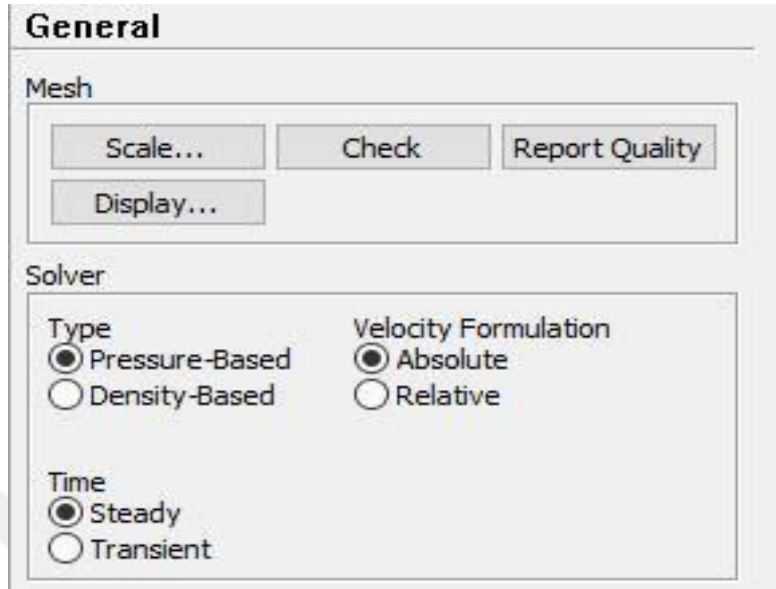 General
Mesh
Scale...
Check
Report Quality
Display...
Solver
Type
Pressure-Based
Density-Based
Velocity Formulation
Absolute
Relative
Time
Steady
Transient